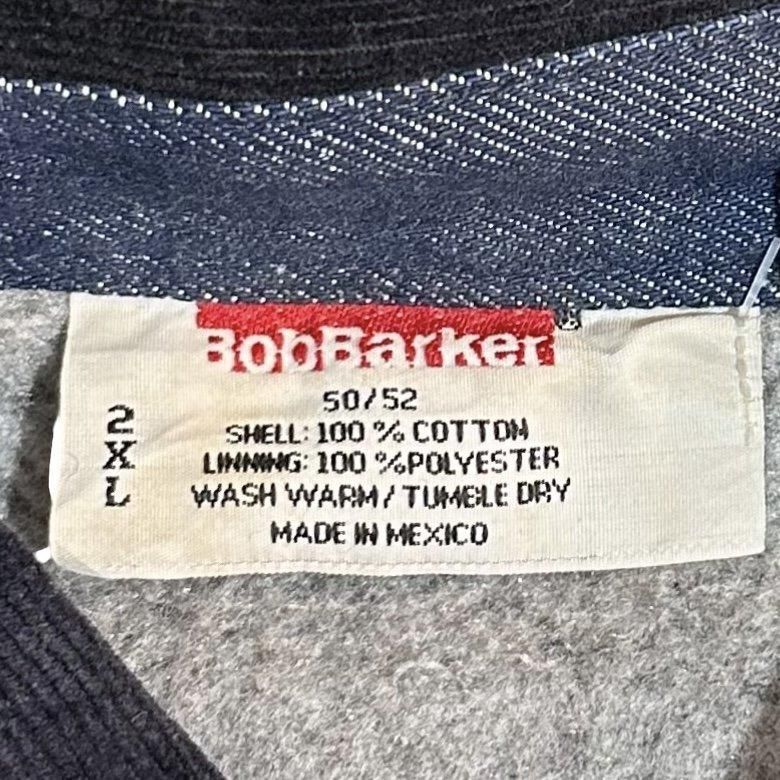 BobBarker®
50/52
2XL
SHELL: 100 % COTTON
LINNING: 100 %POLYESTER
WASH WARM / TUMBLE DRY
MADE IN MEXICO